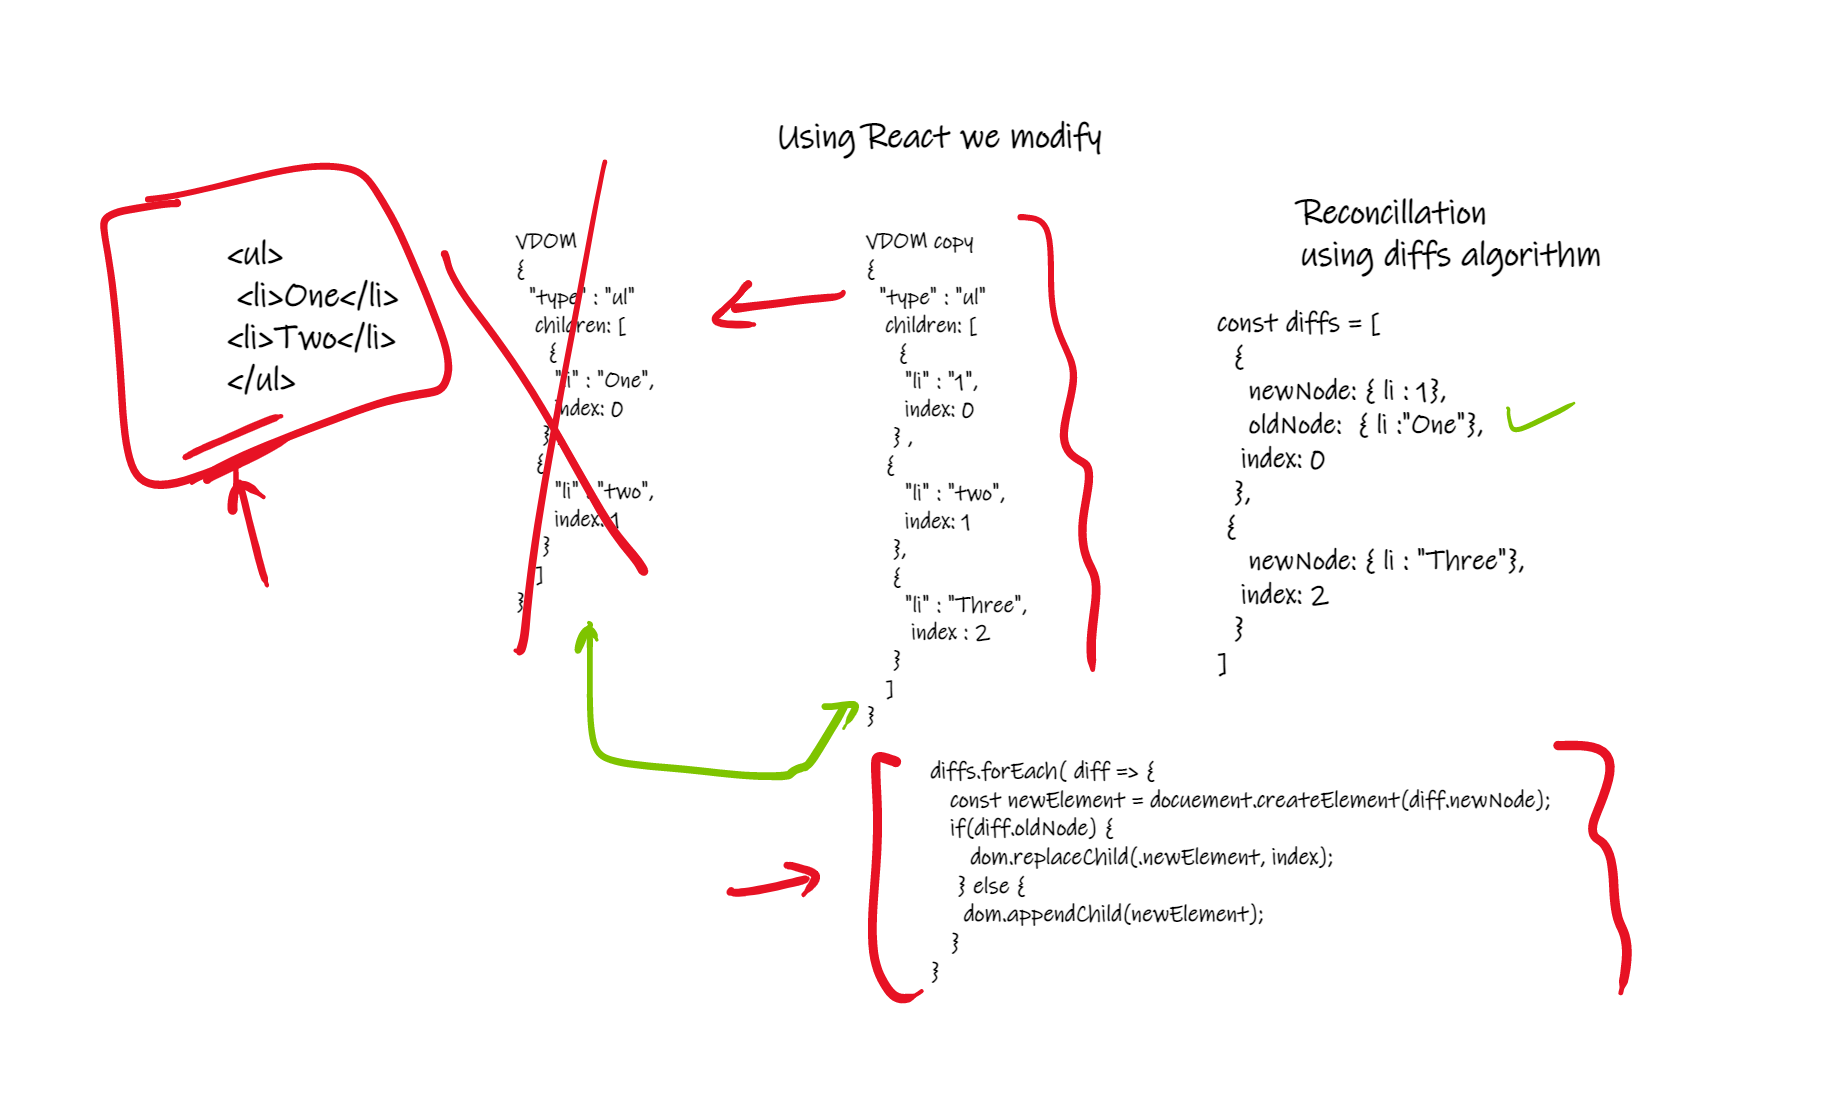 Using React we modify
<ul>
<li>One</li>
<li>Two</li>
</ul>
VDOM
{
"type" : "ul"
children: [
{
"li" : "One",
index: 0
}
{
"li" : "two",
index: 1
}
]
}
VDOM copy
{
"type" : "ul"
children: [
{
"li" : "1",
index: 0
} ,
{
"li" : "two",
index: 1
},
{
"li" : "Three",
index : 2
}
]
}
Reconcillation
using diffs algorithm
const diffs = [
{
newNode: { li : 1},
oldNode: { li :"One"},
index: 0
},
{
newNode: { li : "Three"},
index: 2
}
]
diffs.forEach( diff => {
const newElement = docuement.createElement(diff.newNode);
if(diff.oldNode) {
dom.replaceChild(.newElement, index);
} else {
dom.appendChild(newElement);
}
}